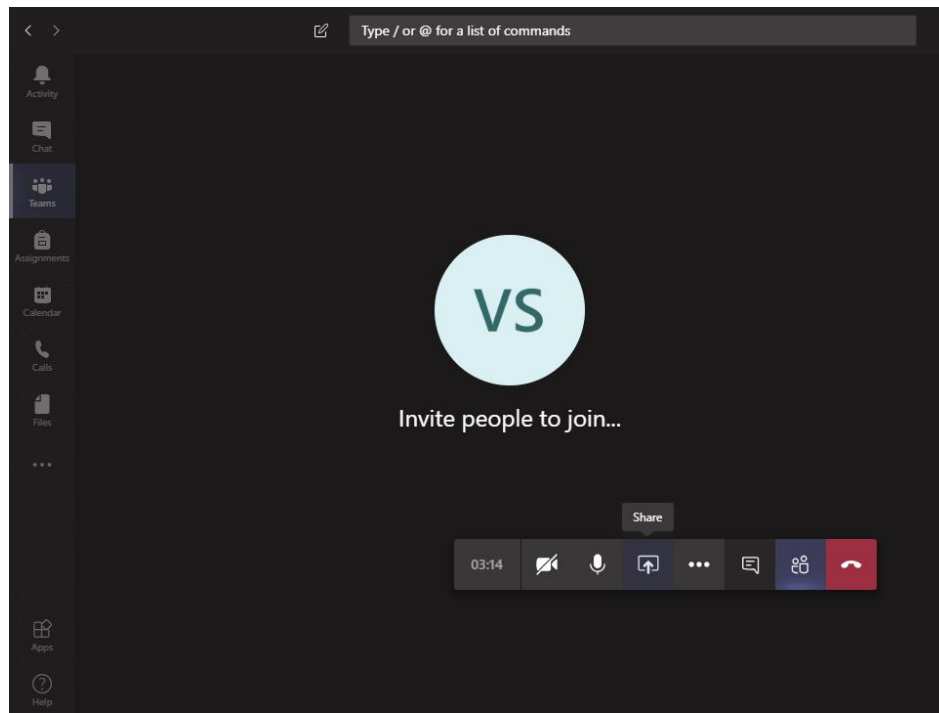 Type / or @ for a list of commands
Activity
Chat
Teams
Assignments
Calendar
Calls
Files
VS
Invite people to join...
Share
03:14
Apps
Help